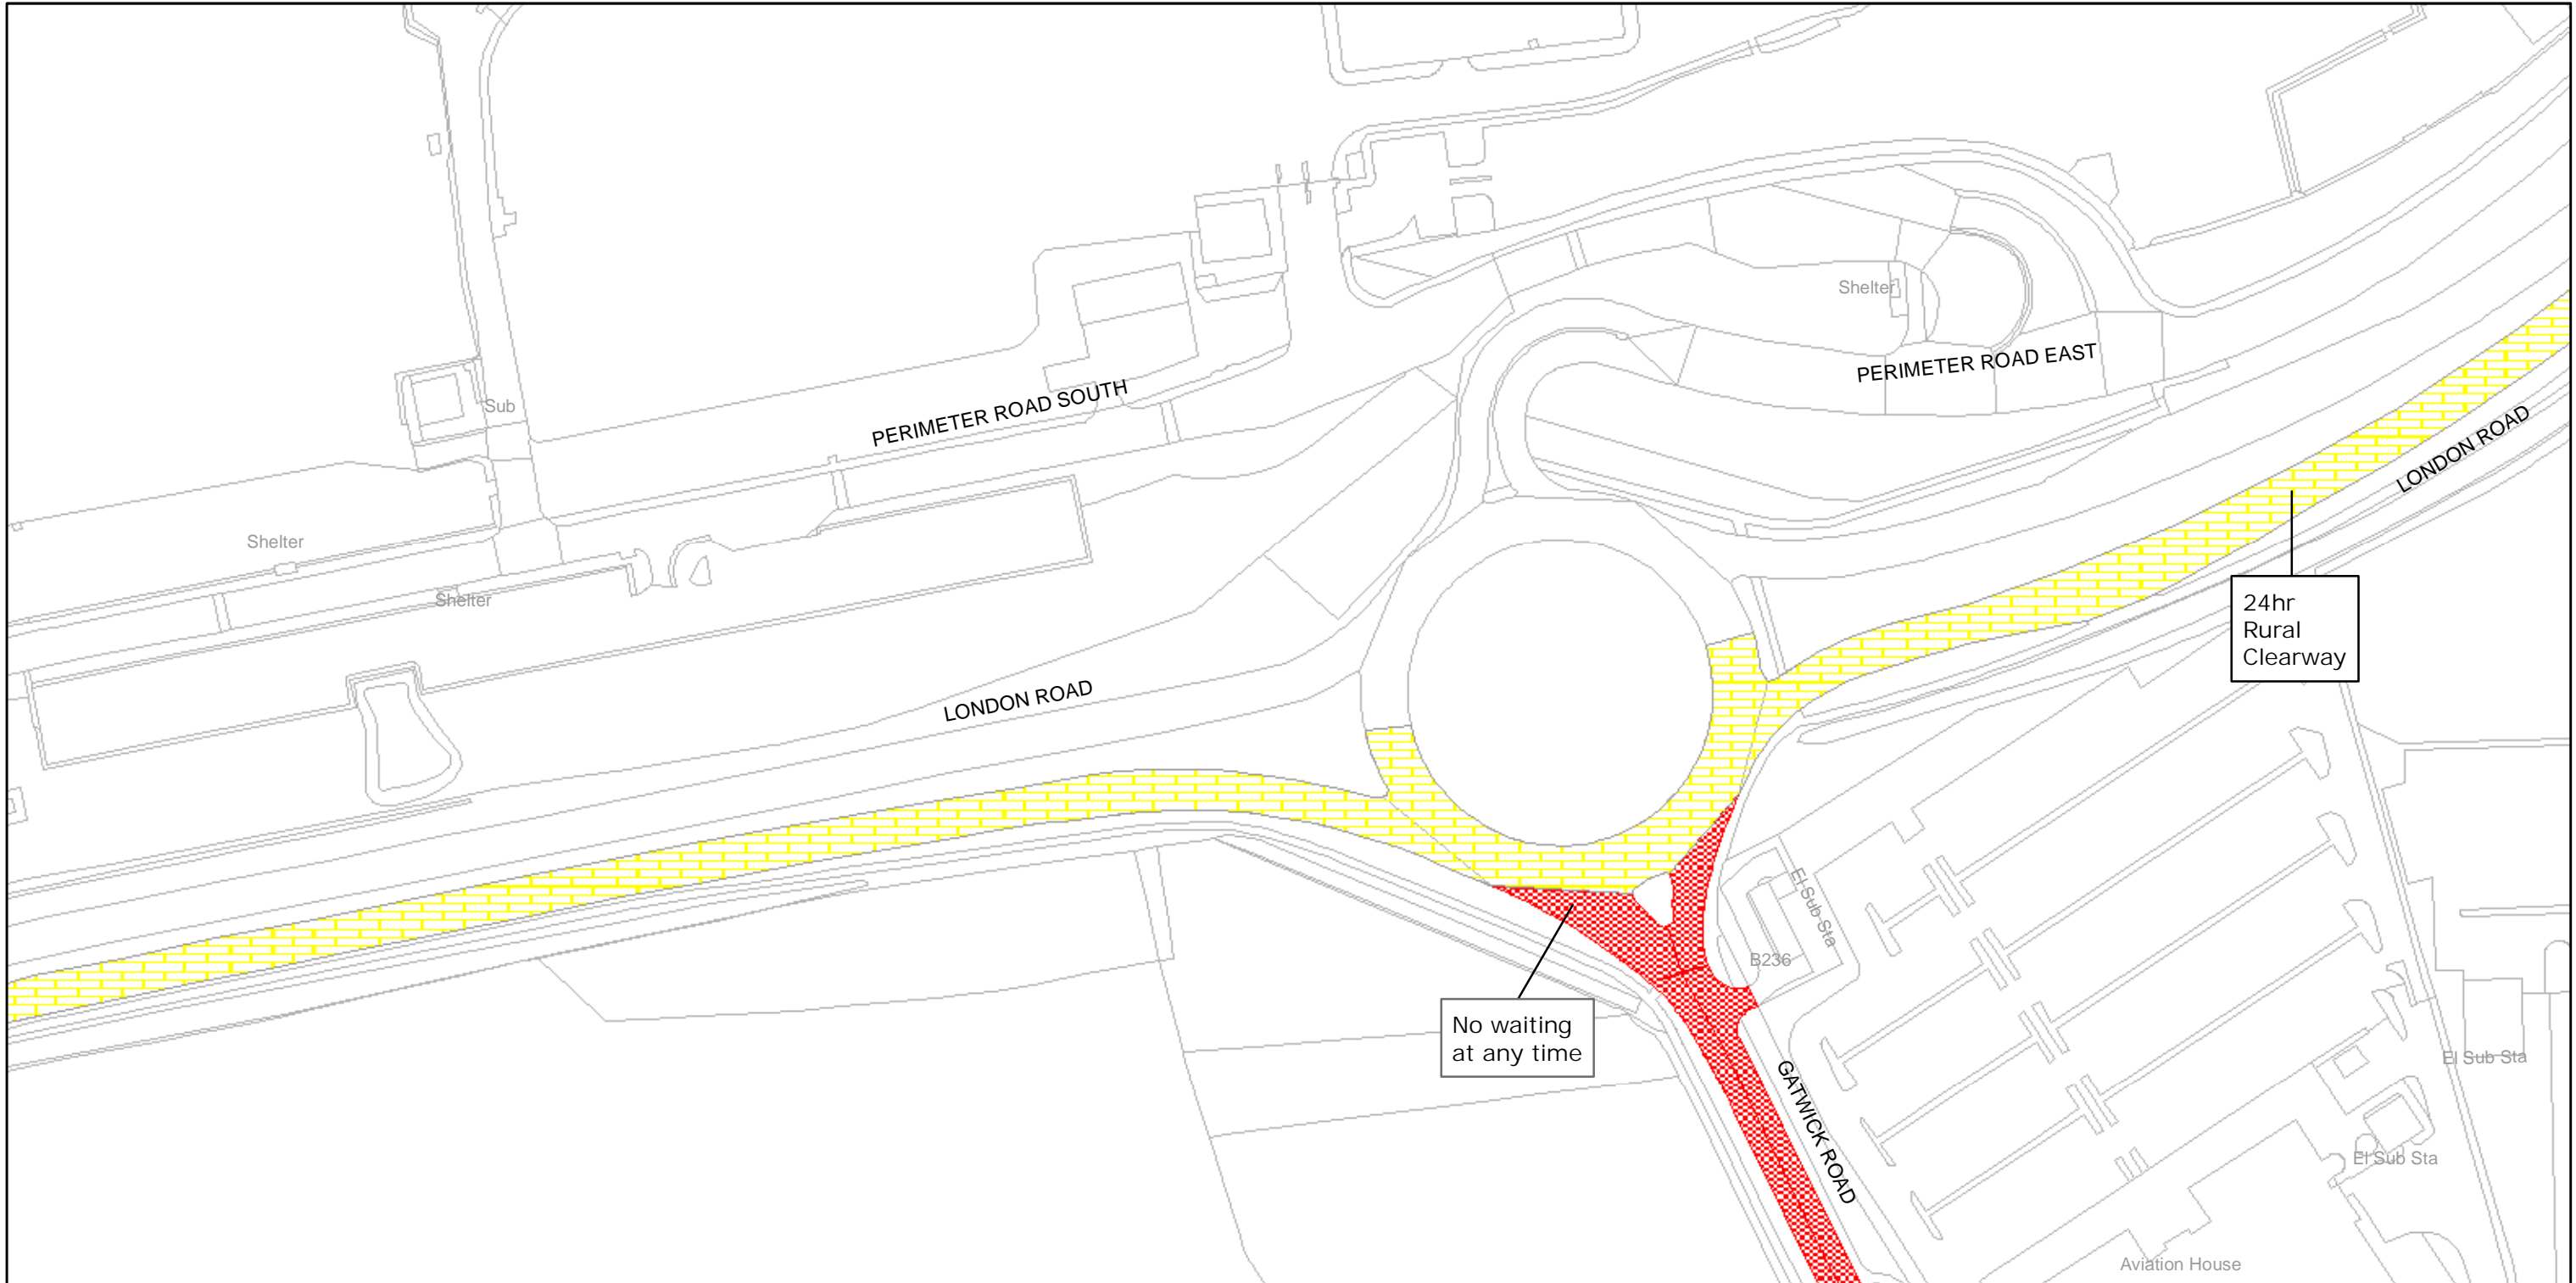 Shelter
PERIMETER ROAD EAST
PERIMETER ROAD SOUTH
Sub
LONDON ROAD
Shelter
Shelter
24hr
Rural
Clearway
LONDON ROAD
El Sub Sta
B236
No waiting
at any time
El Sub Sta
GATWICK ROAD
El Sub Sta
Aviation House